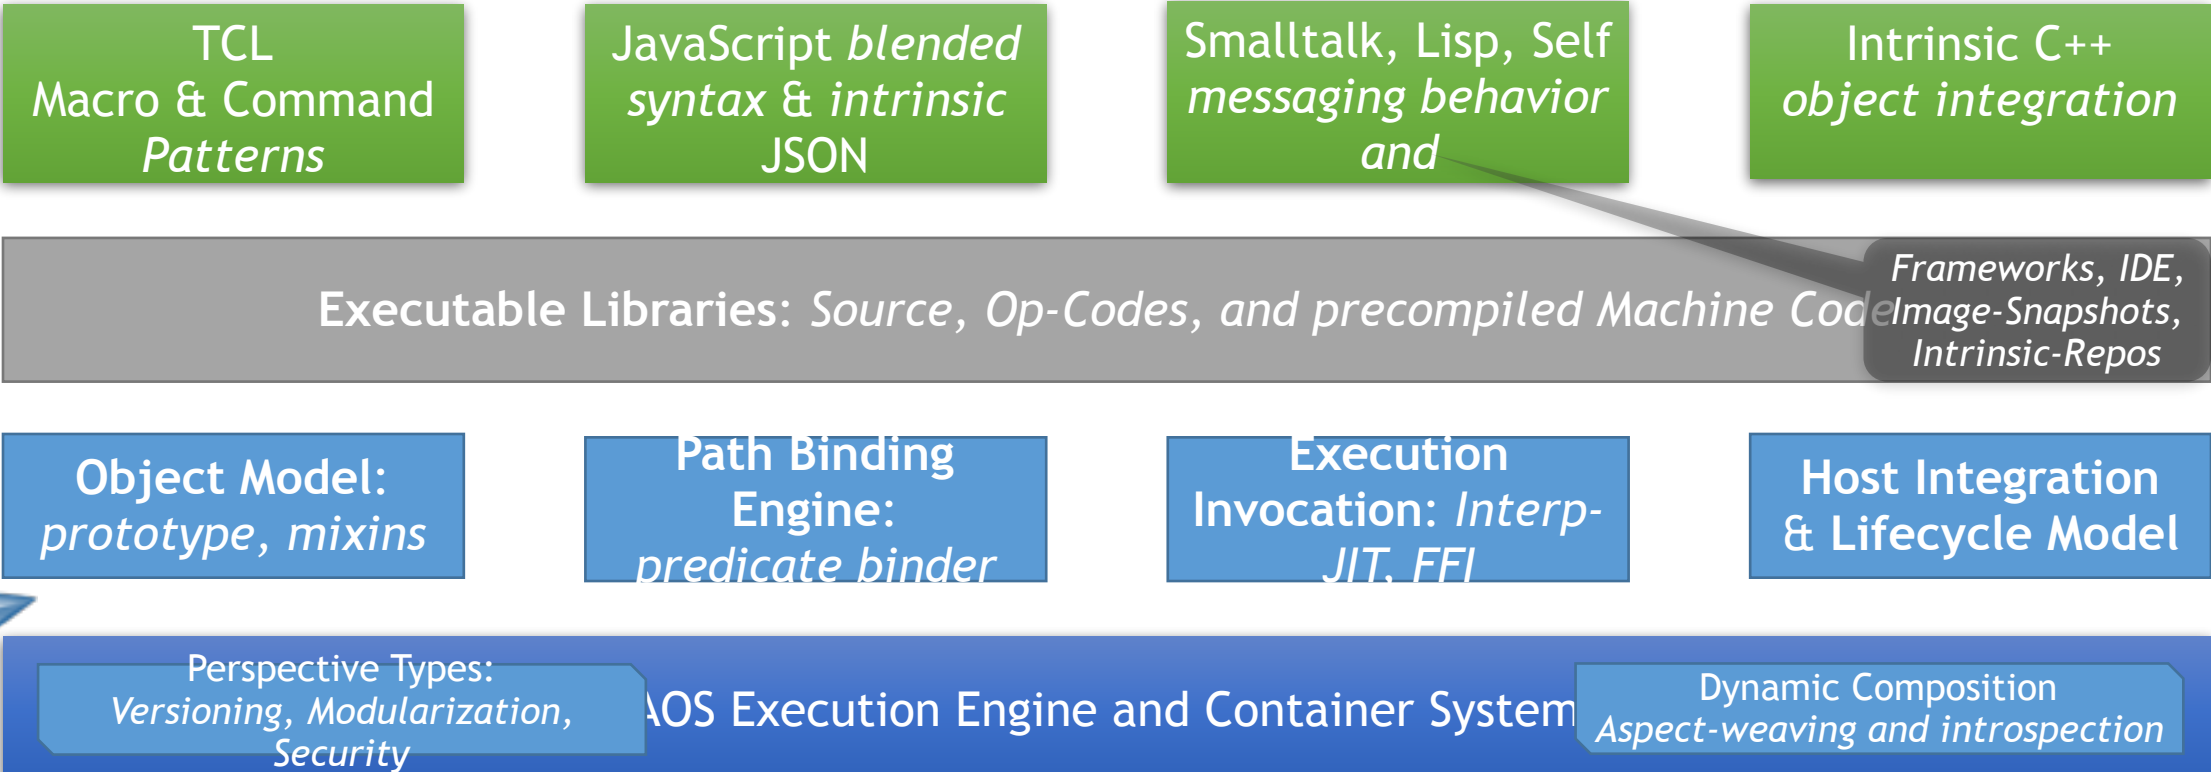 TCL
Macro & Command
Patterns
JavaScript blended
syntax & intrinsic
JSON
Smalltalk, Lisp, Self
messaging behavior
and
Intrinsic C++
object integration
Executable Libraries: Source, Op-Codes, and precompiled Machine Code
Frameworks, IDE,
Image-Snapshots,
Intrinsic-Repos
Object Model:
prototype, mixins
Path Binding
Engine:
predicate binder
Execution
Invocation: Interp-
JIT, FFI
Host Integration
& Lifecycle Model
Perspective Types:
Versioning, Modularization,
Security
AOS Execution Engine and Container System
Dynamic Composition
Aspect-weaving and introspection